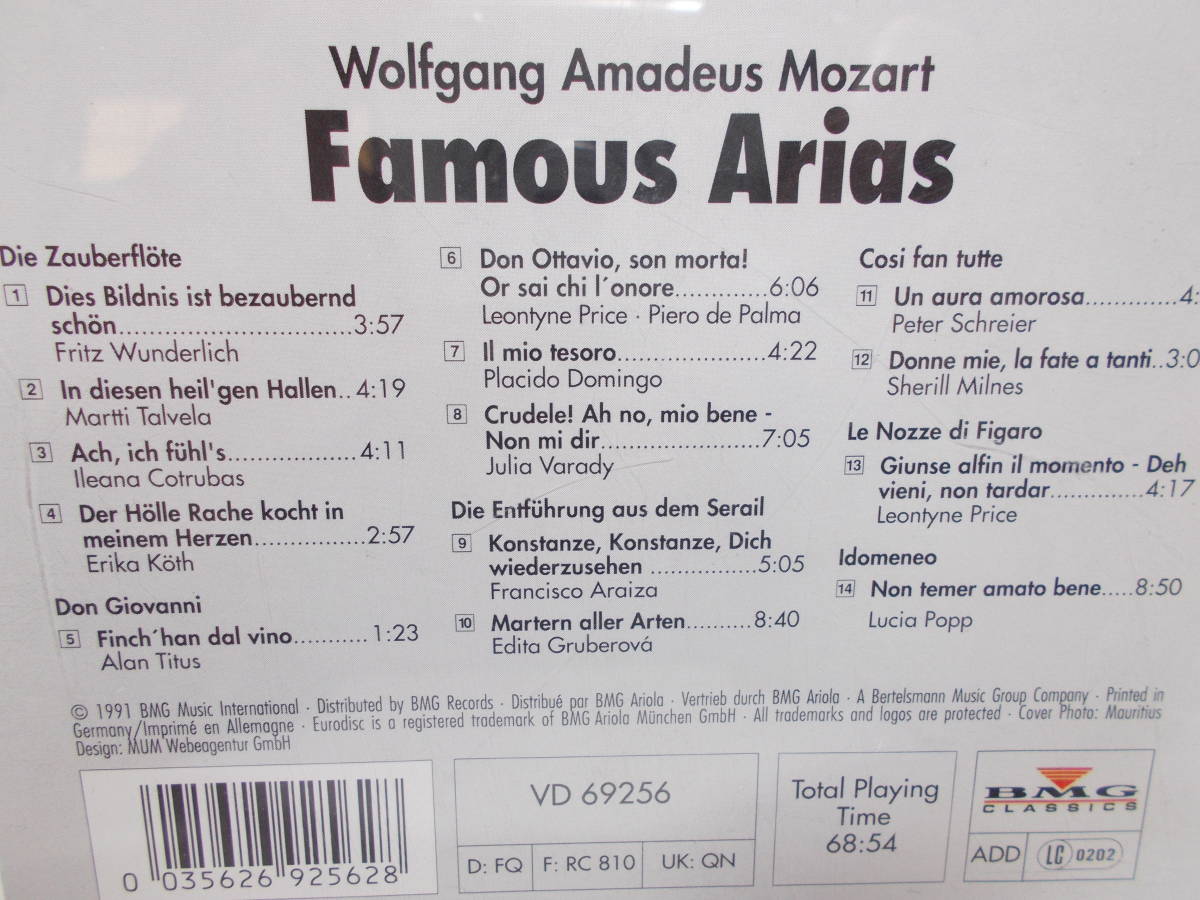 Wolfgang Amadeus Mozart
Famous Arias
Die Zauberflöte
1 Dies Bildnis ist bezaubernd
schön..........................3:57
Fritz Wunderlich
2 In diesen heil'gen Hallen..4:19
Martti Talvela
3 Ach, ich fühl's................4:11
Ileana Cotrubas
4 Der Hölle Rache kocht in
meinem Herzen..............2:57
Erika Köth
Don Giovanni
5 Finch´han dal vino...........1:23
Alan Titus
6 Don Ottavio, son morta!
Or sai chi l´onore.............6:06
Leontyne Price · Piero de Palma
7 Il mio tesoro..................4:22
Placido Domingo
8 Crudele! Ah no, mio bene -
Non mi dir.......................7:05
Julia Varady
Die Entführung aus dem Serail
9 Konstanze, Konstanze, Dich
wiederzusehen ...............5:05
Francisco Araiza
10 Martern aller Arten..........8:40
Edita Gruberová
Cosi fan tutte
11 Un aura amorosa.............4:
Peter Schreier
12 Donne mie, la fate a tanti..3:0
Sherill Milnes
Le Nozze di Figaro
13 Giunse alfin il momento - Deh
vieni, non tardar..............4:17
Leontyne Price
Idomeneo
14 Non temer amato bene.....8:50
Lucia Popp
© 1991 BMG Music International · Distributed by BMG Records · Distribué par BMG Ariola · Vertrieb durch BMG Ariola · A Bertelsmann Music Group Company · Printed in
Germany/Imprimé en Allemagne · Eurodisc is a registered trademark of BMG Ariola München GmbH · All trademarks and logos are protected · Cover Photo: Mauritius
Design: MUM Webeagentur GmbH
0 035626 925628
VD 69256
D: FQ F: RC 810 UK: QN
Total Playing
Time
68:54
BMG
CLASSICS
ADD LC 0202